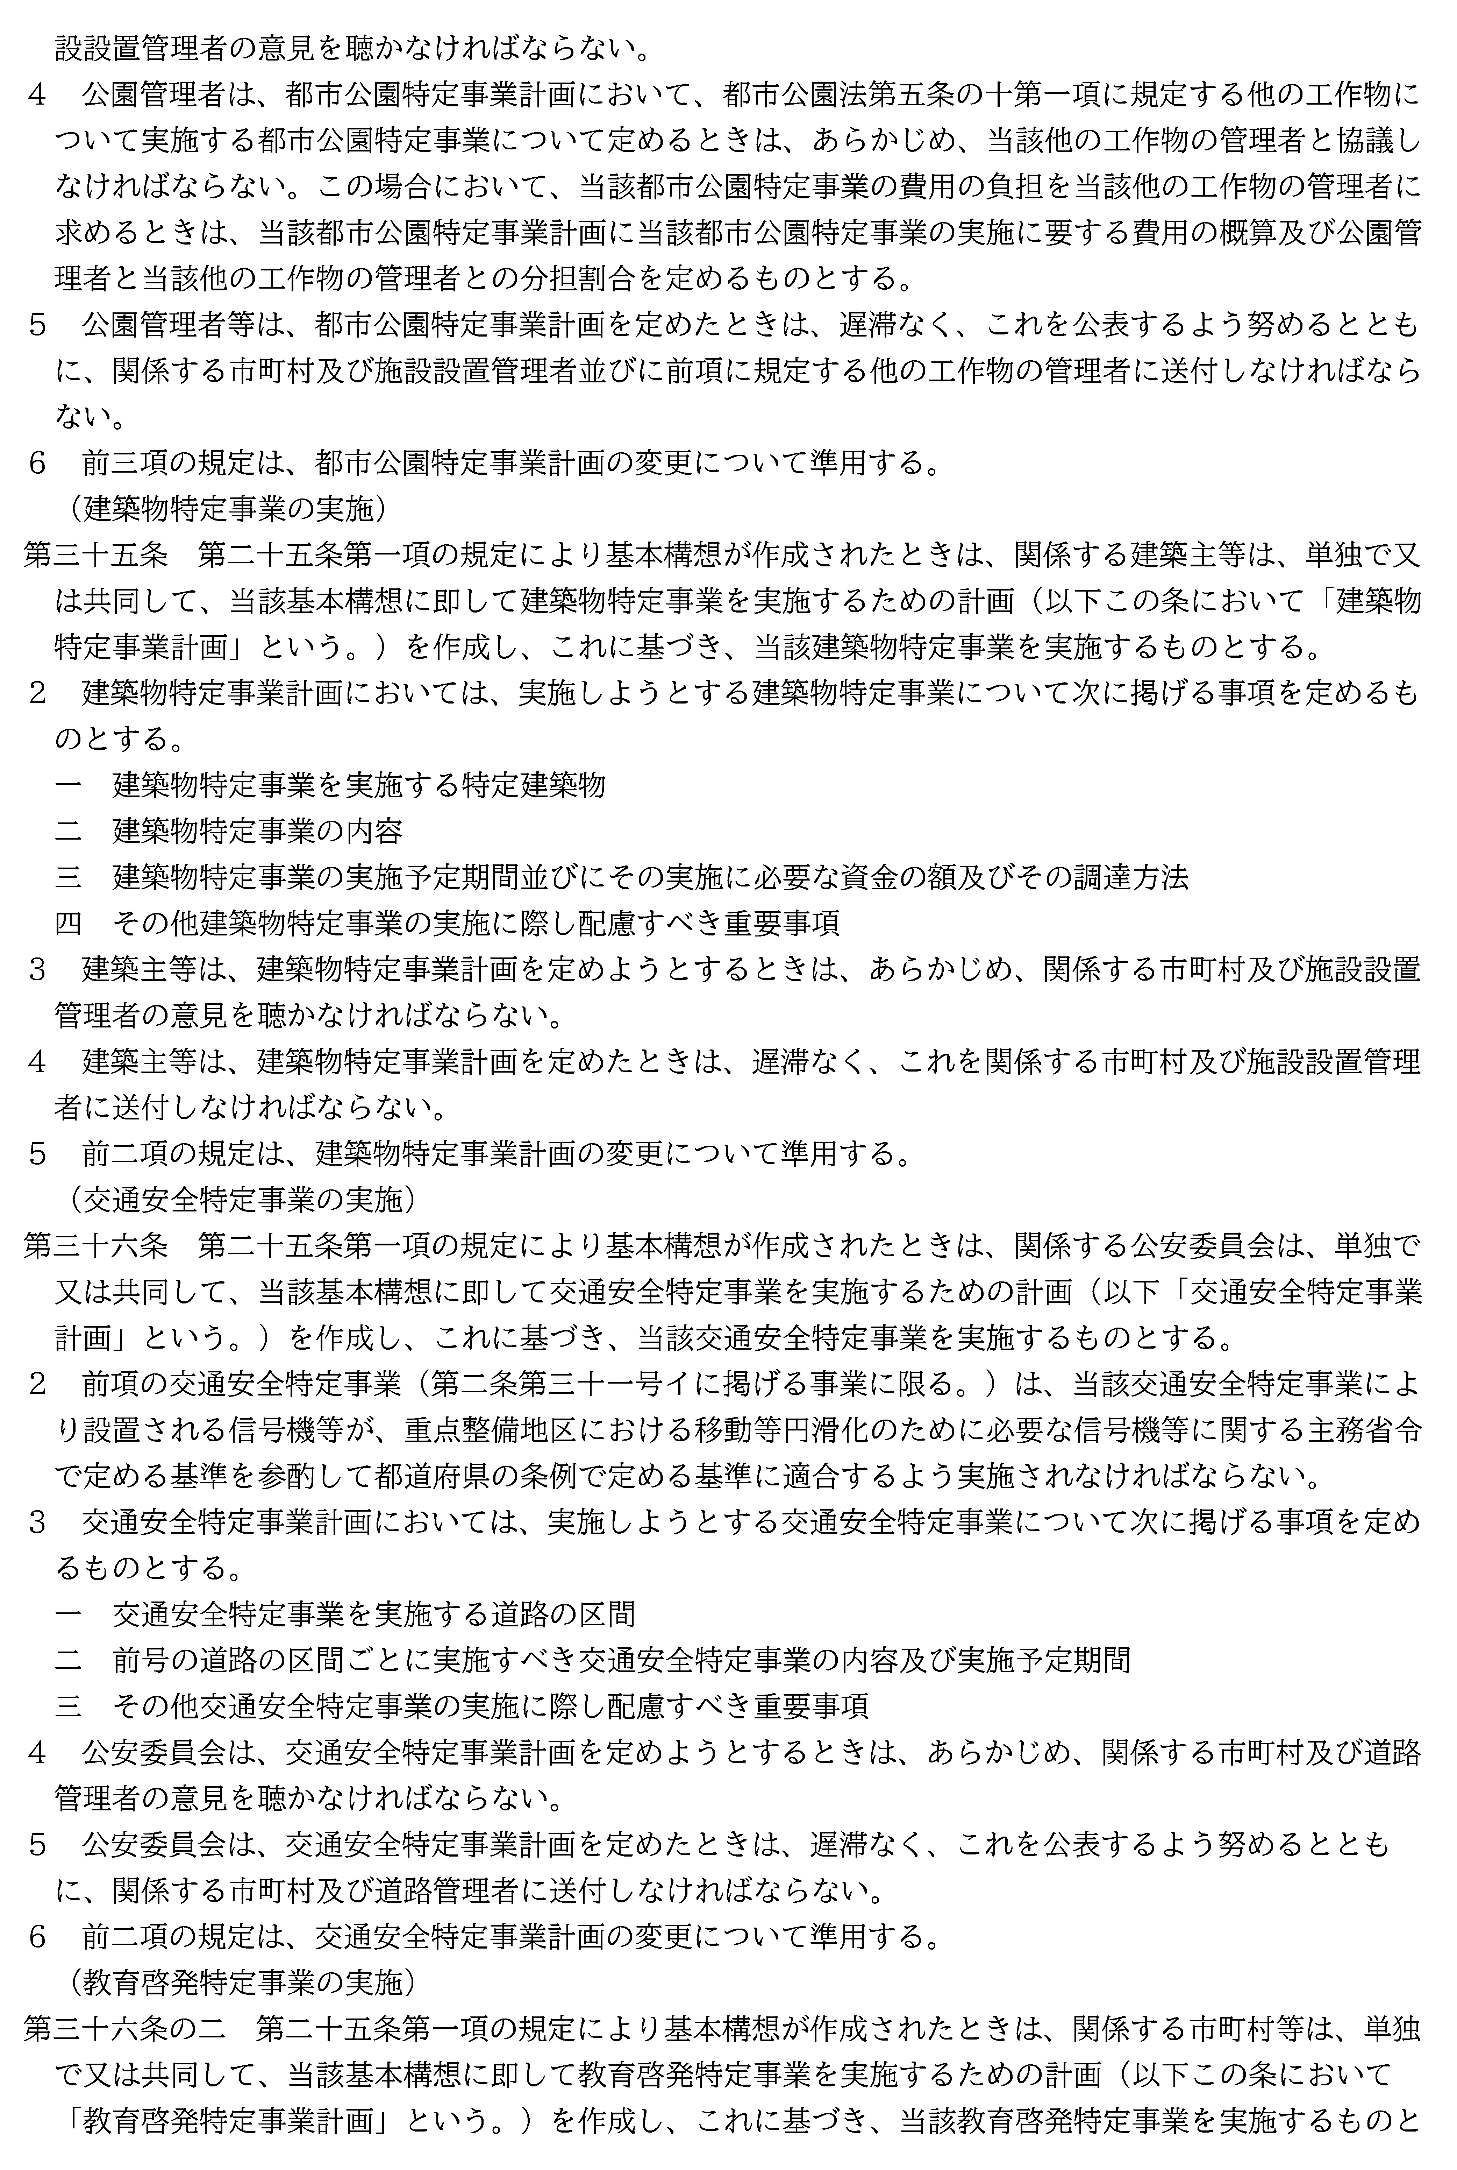 設設置管理者の意見を聴かなければならない。
４　公園管理者は、都市公園特定事業計画において、都市公園法第五条の十第一項に規定する他の工作物に
ついて実施する都市公園特定事業について定めるときは、あらかじめ、当該他の工作物の管理者と協議し
なければならない。この場合において、当該都市公園特定事業の費用の負担を当該他の工作物の管理者に
求めるときは、当該都市公園特定事業計画に当該都市公園特定事業の実施に要する費用の概算及び公園管
理者と当該他の工作物の管理者との分担割合を定めるものとする。
５　公園管理者等は、都市公園特定事業計画を定めたときは、遅滞なく、これを公表するよう努めるととも
に、関係する市町村及び施設設置管理者並びに前項に規定する他の工作物の管理者に送付しなければなら
ない。
６　前三項の規定は、都市公園特定事業計画の変更について準用する。
（建築物特定事業の実施）
第三十五条　第二十五条第一項の規定により基本構想が作成されたときは、関係する建築主等は、単独で又
は共同して、当該基本構想に即して建築物特定事業を実施するための計画（以下この条において「建築物
特定事業計画」という。）を作成し、これに基づき、当該建築物特定事業を実施するものとする。
２　建築物特定事業計画においては、実施しようとする建築物特定事業について次に掲げる事項を定めるも
のとする。
一　建築物特定事業を実施する特定建築物
二　建築物特定事業の内容
三　建築物特定事業の実施予定期間並びにその実施に必要な資金の額及びその調達方法
四　その他建築物特定事業の実施に際し配慮すべき重要事項
３　建築主等は、建築物特定事業計画を定めようとするときは、あらかじめ、関係する市町村及び施設設置
管理者の意見を聴かなければならない。
４　建築主等は、建築物特定事業計画を定めたときは、遅滞なく、これを関係する市町村及び施設設置管理
者に送付しなければならない。
５　前二項の規定は、建築物特定事業計画の変更について準用する。
（交通安全特定事業の実施）
第三十六条　第二十五条第一項の規定により基本構想が作成されたときは、関係する公安委員会は、単独で
又は共同して、当該基本構想に即して交通安全特定事業を実施するための計画（以下「交通安全特定事業
計画」という。）を作成し、これに基づき、当該交通安全特定事業を実施するものとする。
２　前項の交通安全特定事業（第二条第三十一号イに掲げる事業に限る。）は、当該交通安全特定事業によ
り設置される信号機等が、重点整備地区における移動等円滑化のために必要な信号機等に関する主務省令
で定める基準を参酌して都道府県の条例で定める基準に適合するよう実施されなければならない。
３　交通安全特定事業計画においては、実施しようとする交通安全特定事業について次に掲げる事項を定め
るものとする。
一　交通安全特定事業を実施する道路の区間
二　前号の道路の区間ごとに実施すべき交通安全特定事業の内容及び実施予定期間
三　その他交通安全特定事業の実施に際し配慮すべき重要事項
４　公安委員会は、交通安全特定事業計画を定めようとするときは、あらかじめ、関係する市町村及び道路
管理者の意見を聴かなければならない。
５　公安委員会は、交通安全特定事業計画を定めたときは、遅滞なく、これを公表するよう努めるととも
に、関係する市町村及び道路管理者に送付しなければならない。
６　前二項の規定は、交通安全特定事業計画の変更について準用する。
（教育啓発特定事業の実施）
第三十六条の二　第二十五条第一項の規定により基本構想が作成されたときは、関係する市町村等は、単独
で又は共同して、当該基本構想に即して教育啓発特定事業を実施するための計画（以下この条において
「教育啓発特定事業計画」という。）を作成し、これに基づき、当該教育啓発特定事業を実施するものと